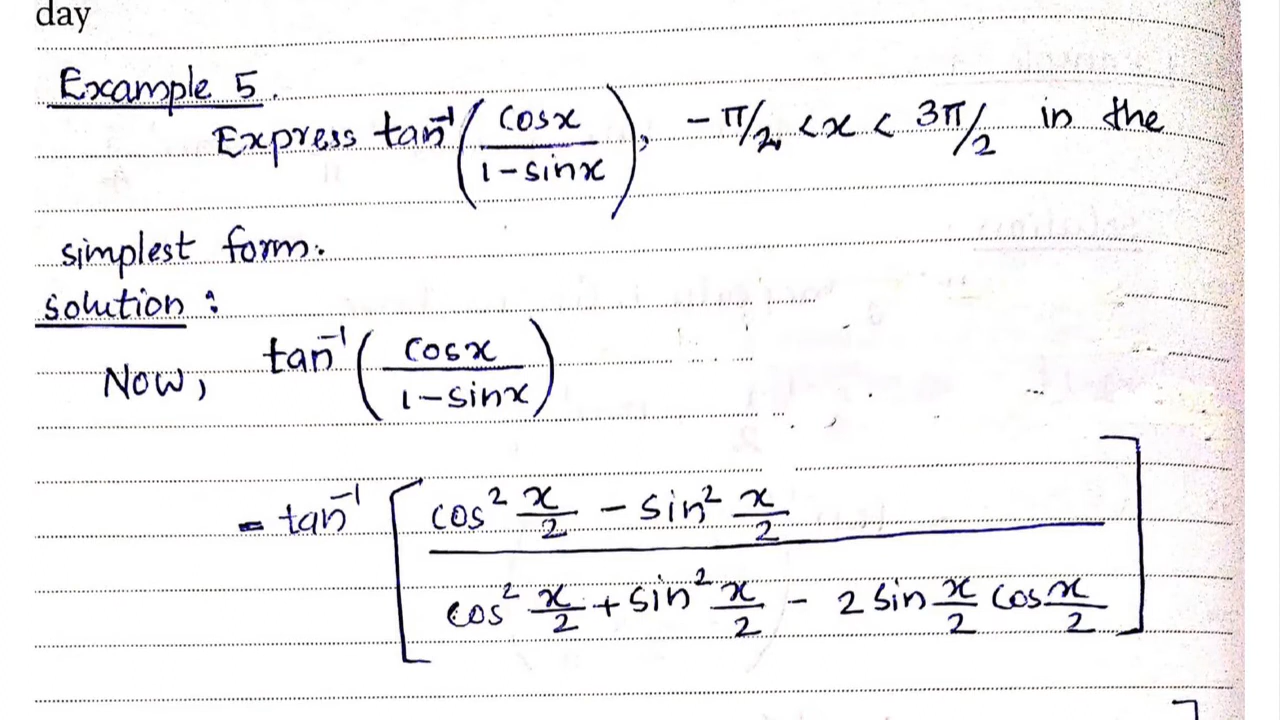 day
Example 5.
Express tan⁻¹(cosx / 1-sinx), -π/2 < x < 3π/2 in the
simplest form.
solution :
Now, tan⁻¹(cosx / 1-sinx)
= tan⁻¹[cos² x/2 - sin² x/2 / cos² x/2 + sin² x/2 - 2 sin x/2 cos x/2]